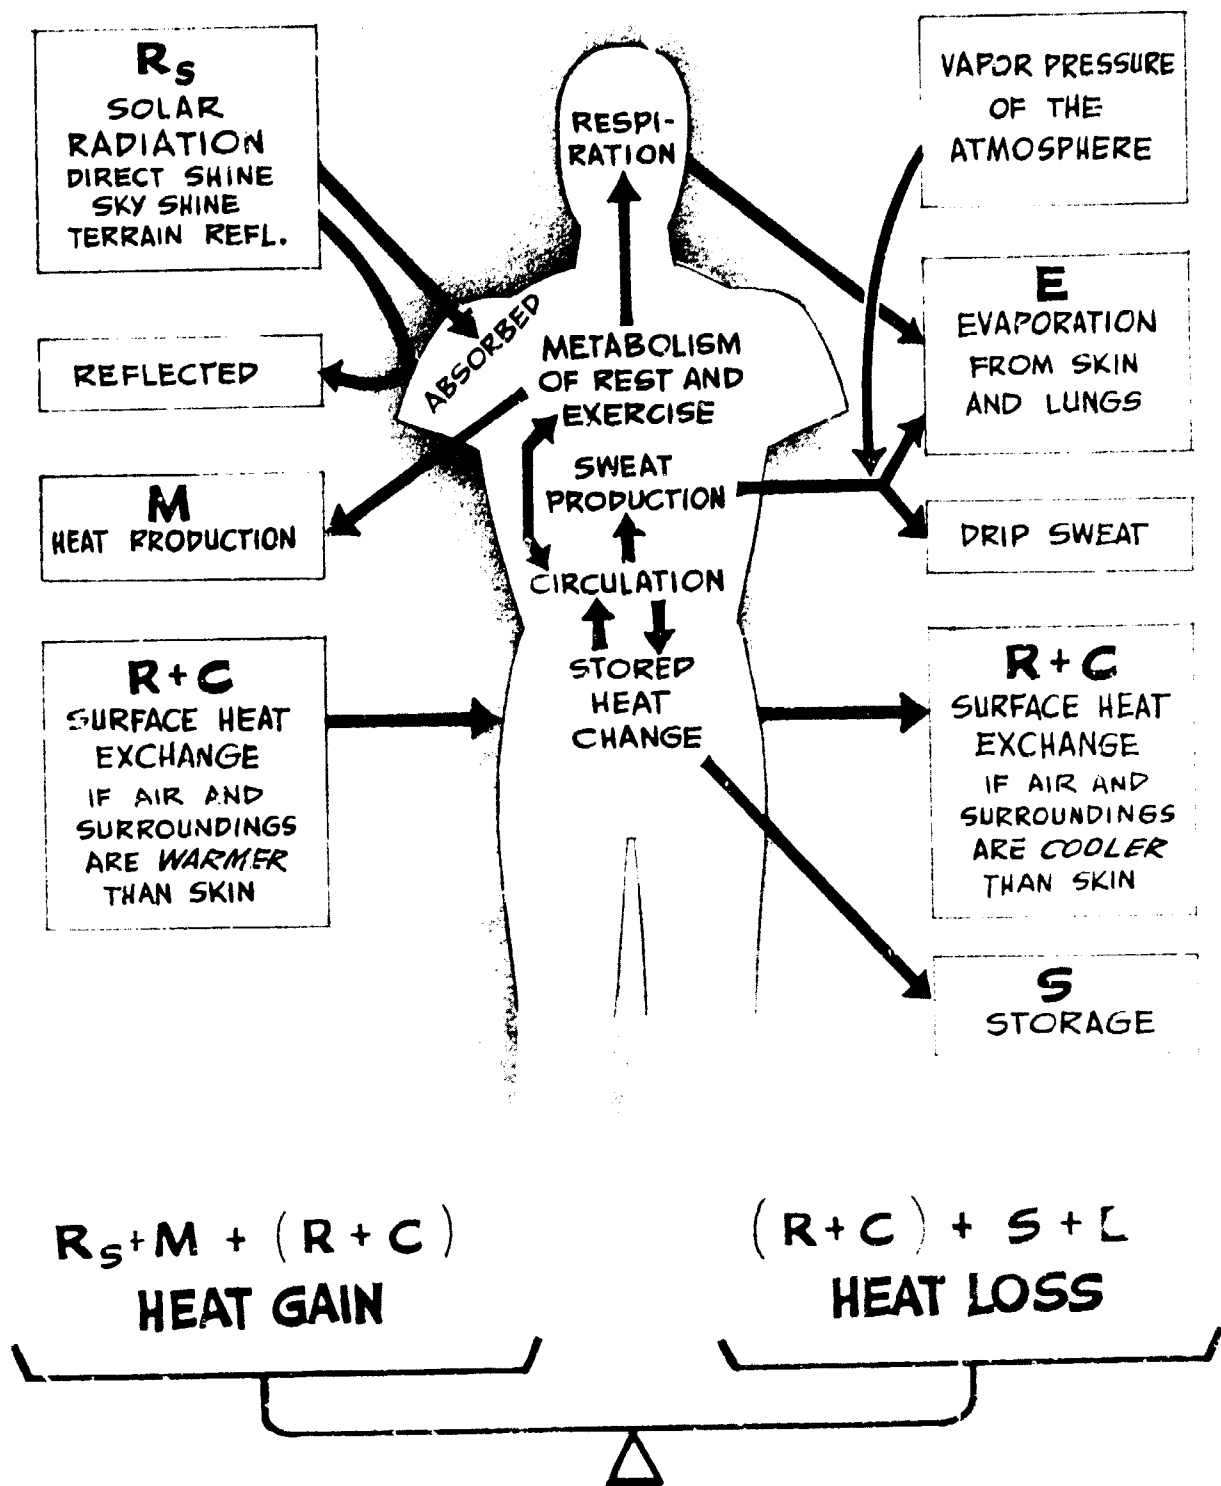 Rs
SOLAR
RADIATION
DIRECT SHINE
SKY SHINE
TERRAIN REFL.
REFLECTED
M
HEAT PRODUCTION
R+C
SURFACE HEAT
EXCHANGE
IF AIR AND
SURROUNDINGS
ARE WARMER
THAN SKIN
RESPI-
RATION
ABSORBED
METABOLISM
OF REST AND
EXERCISE
SWEAT
PRODUCTION
CIRCULATION
STORED
HEAT
CHANGE
VAPOR PRESSURE
OF THE
ATMOSPHERE
E
EVAPORATION
FROM SKIN
AND LUNGS
DRIP SWEAT
R+C
SURFACE HEAT
EXCHANGE
IF AIR AND
SURROUNDINGS
ARE COOLER
THAN SKIN
S
STORAGE
Rs+M + (R + C)
HEAT GAIN
(R+C) + S +
HEAT LOSS